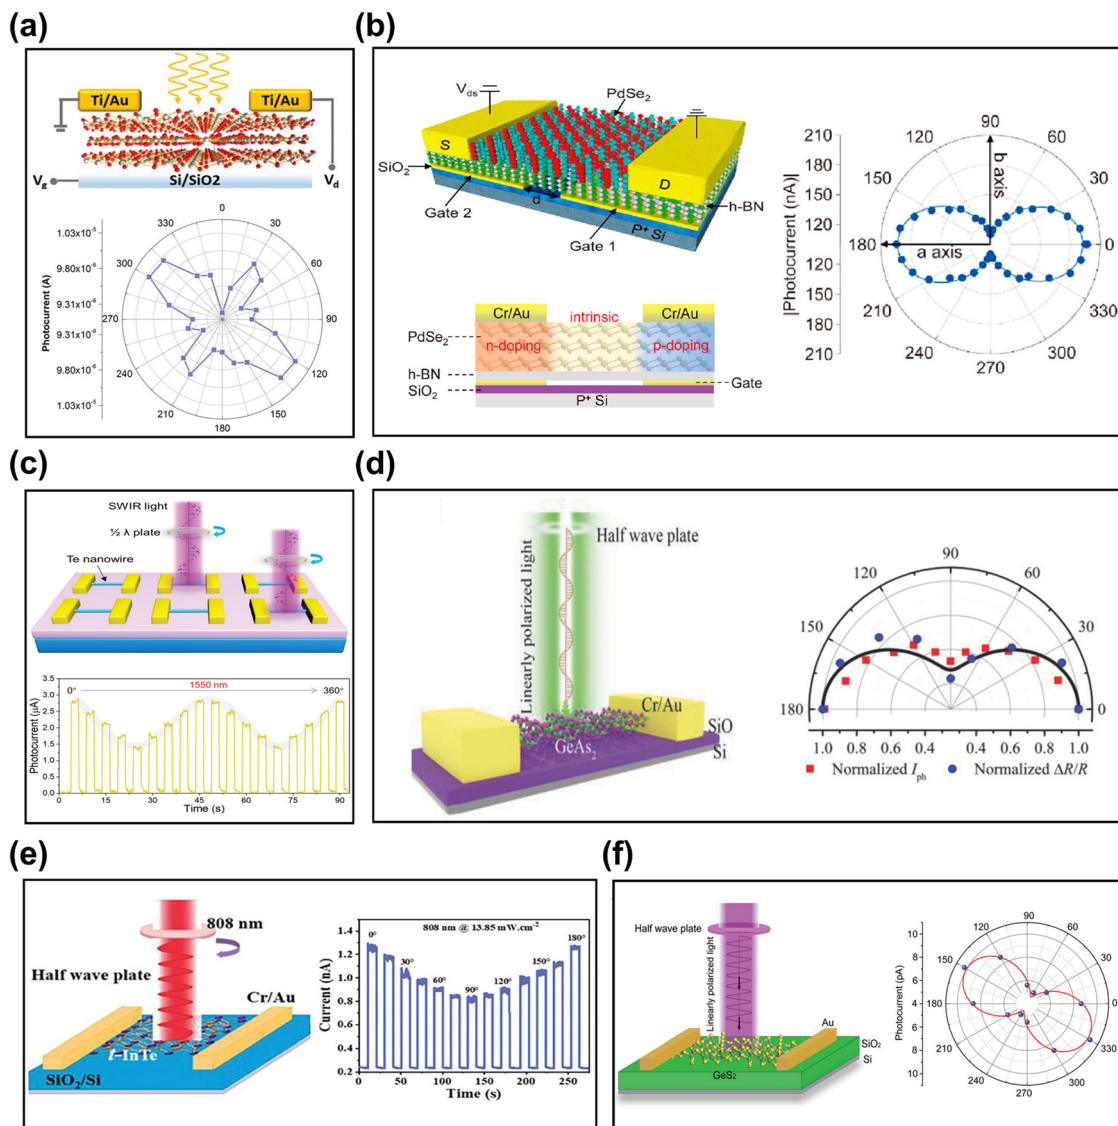 (a)
Ti/Au
Ti/Au
Si/SiO2
Vg
Vd
0
330
30
300
60
270
90
240
120
210
150
180
1.03x10⁻⁵
9.80x10⁻⁶
9.31x10⁻⁶
9.31x10⁻⁶
9.80x10⁻⁶
1.03x10⁻⁵
Photocurrent (A)
(b)
Vds
PdSe₂
S
D
SiO₂
h-BN
Gate 2
d
Gate 1
P⁺ Si
Cr/Au
intrinsic
Cr/Au
PdSe₂
n-doping
p-doping
h-BN
Gate
SiO₂
P⁺ Si
|Photocurrent (nA)|
210
180
150
120
90
120
150
180
210
90
120
60
150
30
180
0
210
330
240
300
270
b axis
a axis
(c)
SWIR light
½ λ plate
Te nanowire
Photocurrent (μA)
3.5
3.0
2.5
2.0
1.5
1.0
0.5
0.0
0°
1550 nm
360°
0
15
30
45
60
75
90
Time (s)
(d)
Half wave plate
Linearly polarized light
Cr/Au
SiO
Si
GeAs₂
90
120
60
150
30
180
0
1.0
0.8
0.6
0.4
0.2
0.4
0.6
0.8
1.0
Normalized Iph
Normalized ΔR/R
(e)
808 nm
Half wave plate
Cr/Au
t-InTe
SiO₂/Si
808 nm @ 13.85 mW.cm⁻²
Current (nA)
1.4
1.2
1.0
0.8
0.6
0.4
0.2
0°
30°
60°
90°
120°
150°
180°
0
50
100
150
200
250
Time (s)
(f)
Half wave plate
Linearly polarized light
Au
SiO₂
Si
GeS₂
Photocurrent (pA)
10
8
6
4
6
8
10
90
120
60
150
30
180
0
210
330
240
300
270